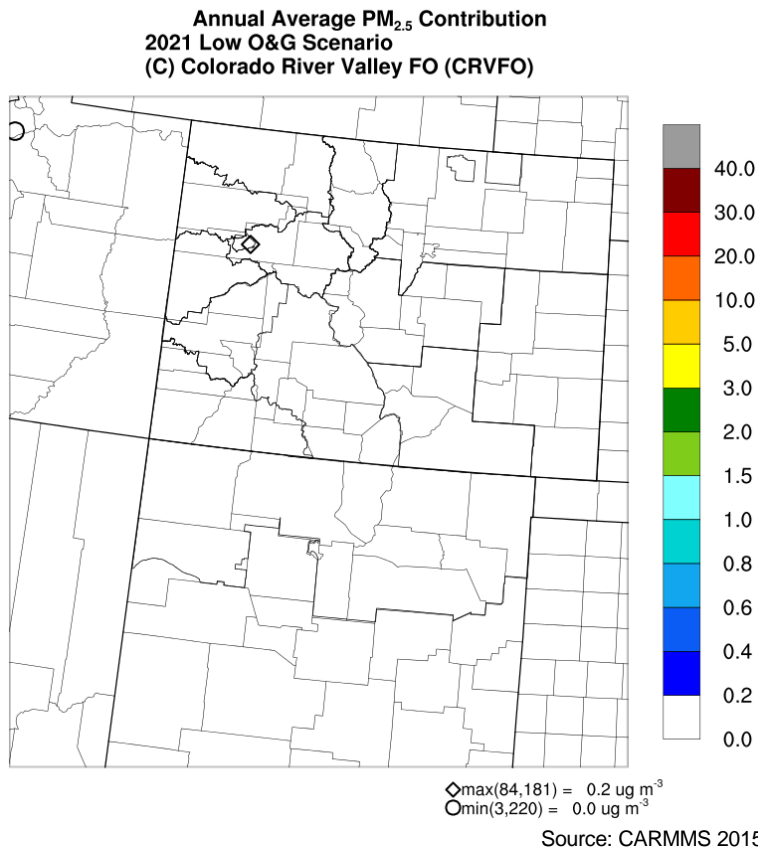 Annual Average PM2.5 Contribution
2021 Low O&G Scenario
(C) Colorado River Valley FO (CRVFO)
40.0
30.0
20.0
10.0
5.0
3.0
2.0
1.5
1.0
0.8
0.6
0.4
0.2
0.0
max(84,181) = 0.2 ug m-3
min(3,220) = 0.0 ug m-3
Source: CARMMS 2015